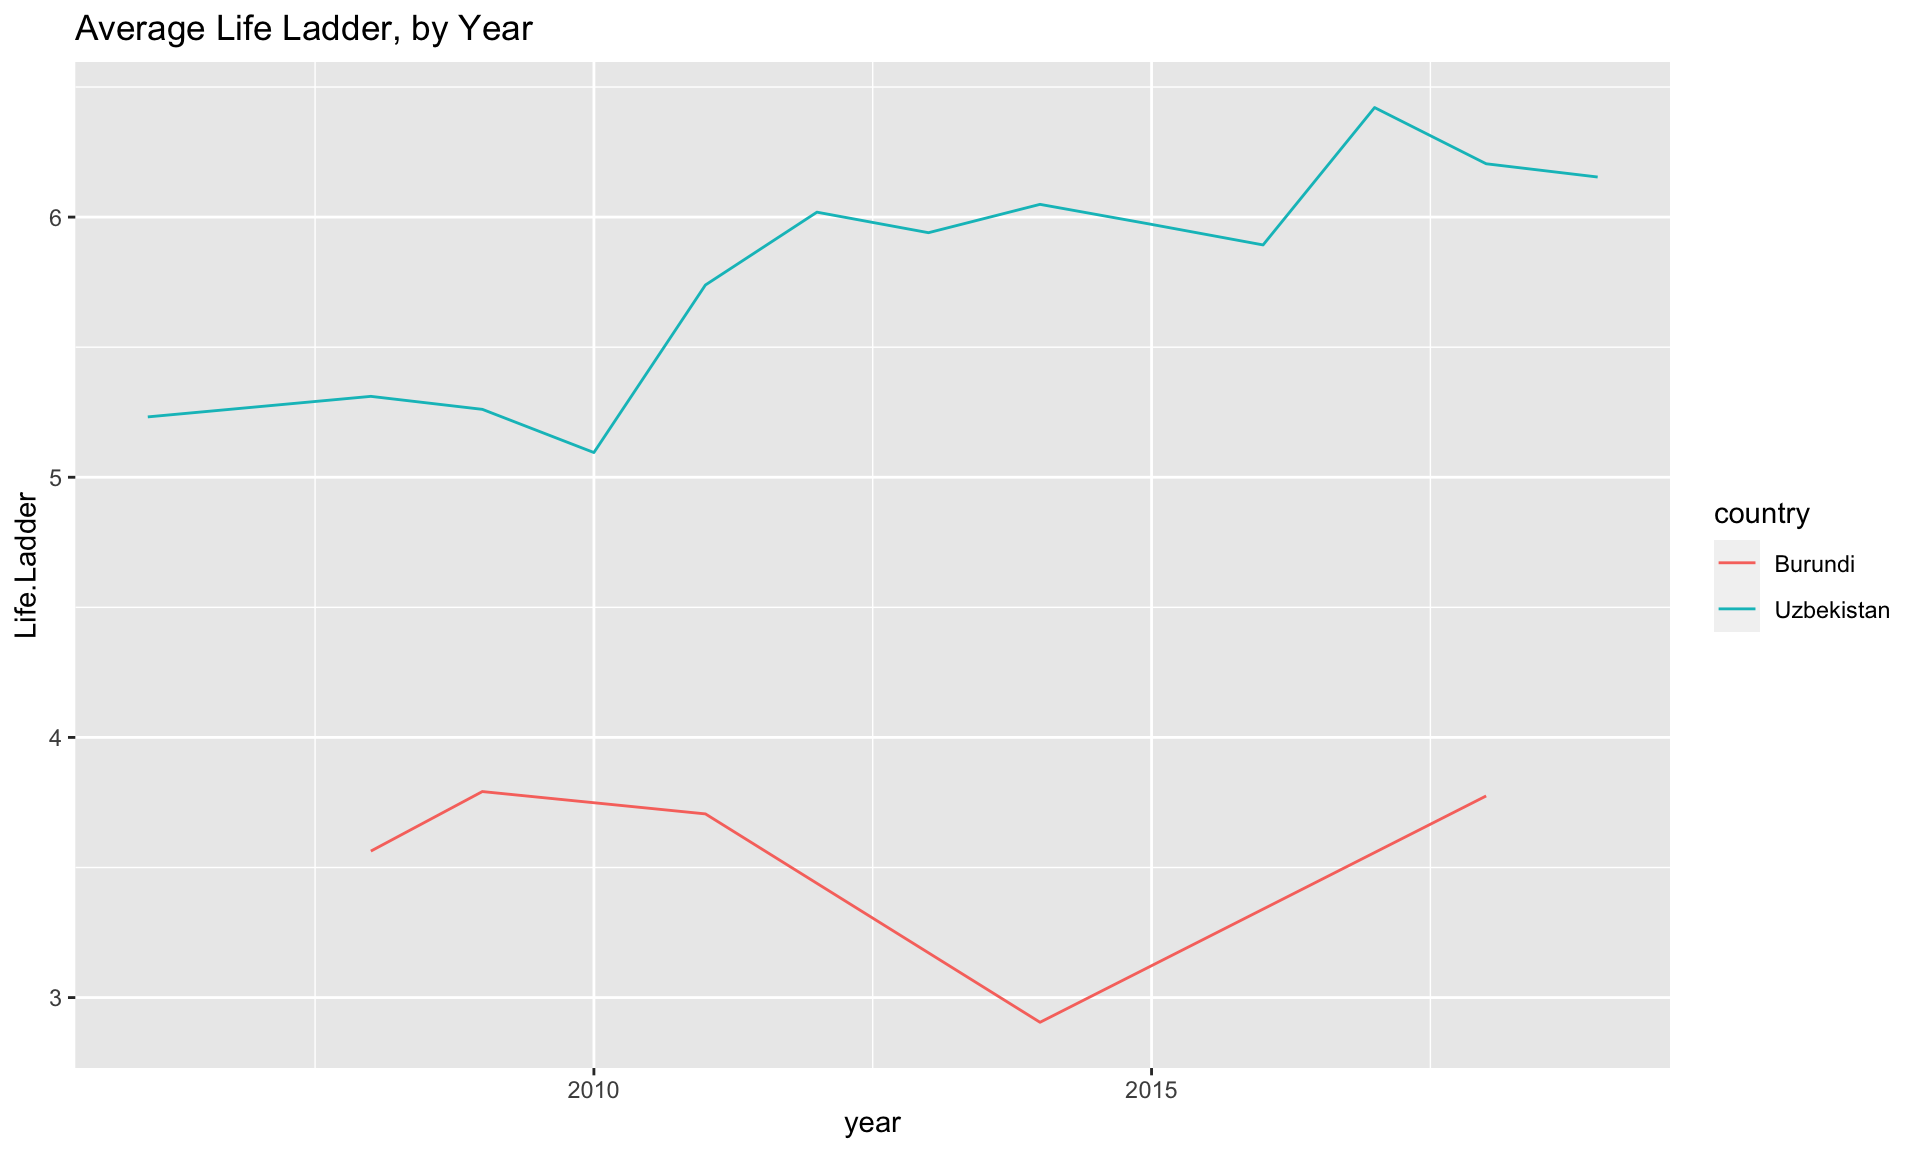 Average Life Ladder, by Year
Life.Ladder
6
5
4
3
2010
2015
year
country
Burundi
Uzbekistan